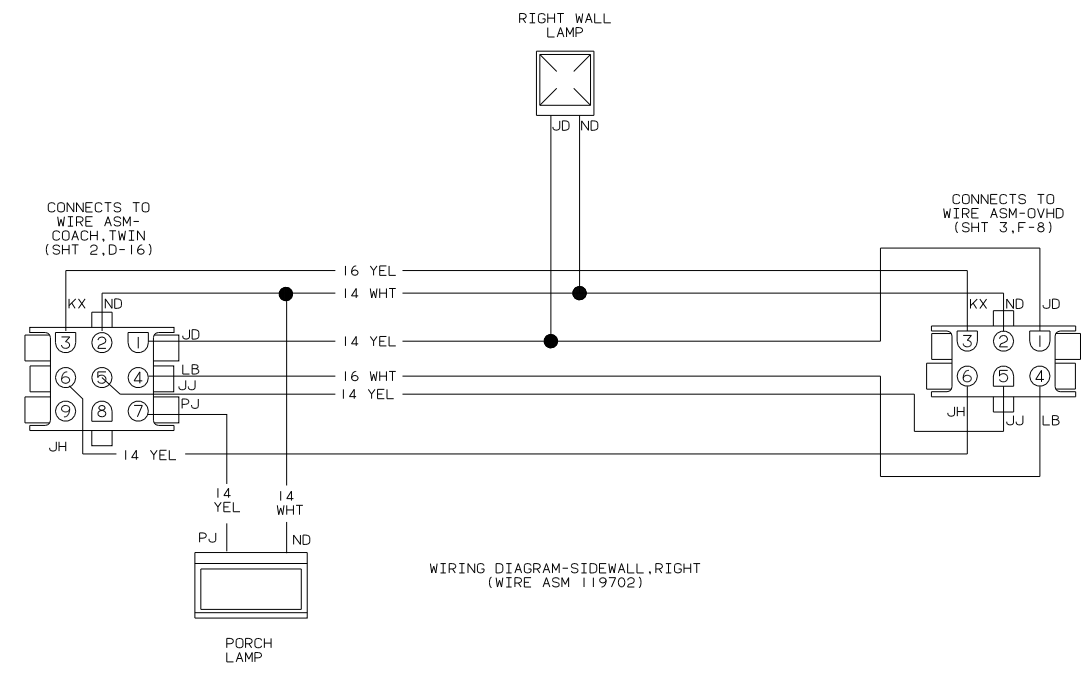 RIGHT WALL
LAMP
JD ND
CONNECTS TO
WIRE ASM-
COACH,TWIN
(SHT 2,D-16)
CONNECTS TO
WIRE ASM-OVHD
(SHT 3,F-8)
16 YEL
14 WHT
KX ND
KX ND JD
3 2 1
JD
14 YEL
3 2 1
6 5 4
LB
JJ
16 WHT
14 YEL
6 5 4
9 8 7
PJ
JH
JJ LB
JH
14 YEL
14
YEL
14
WHT
PJ
ND
WIRING DIAGRAM-SIDEWALL,RIGHT
(WIRE ASM 119702)
PORCH
LAMP